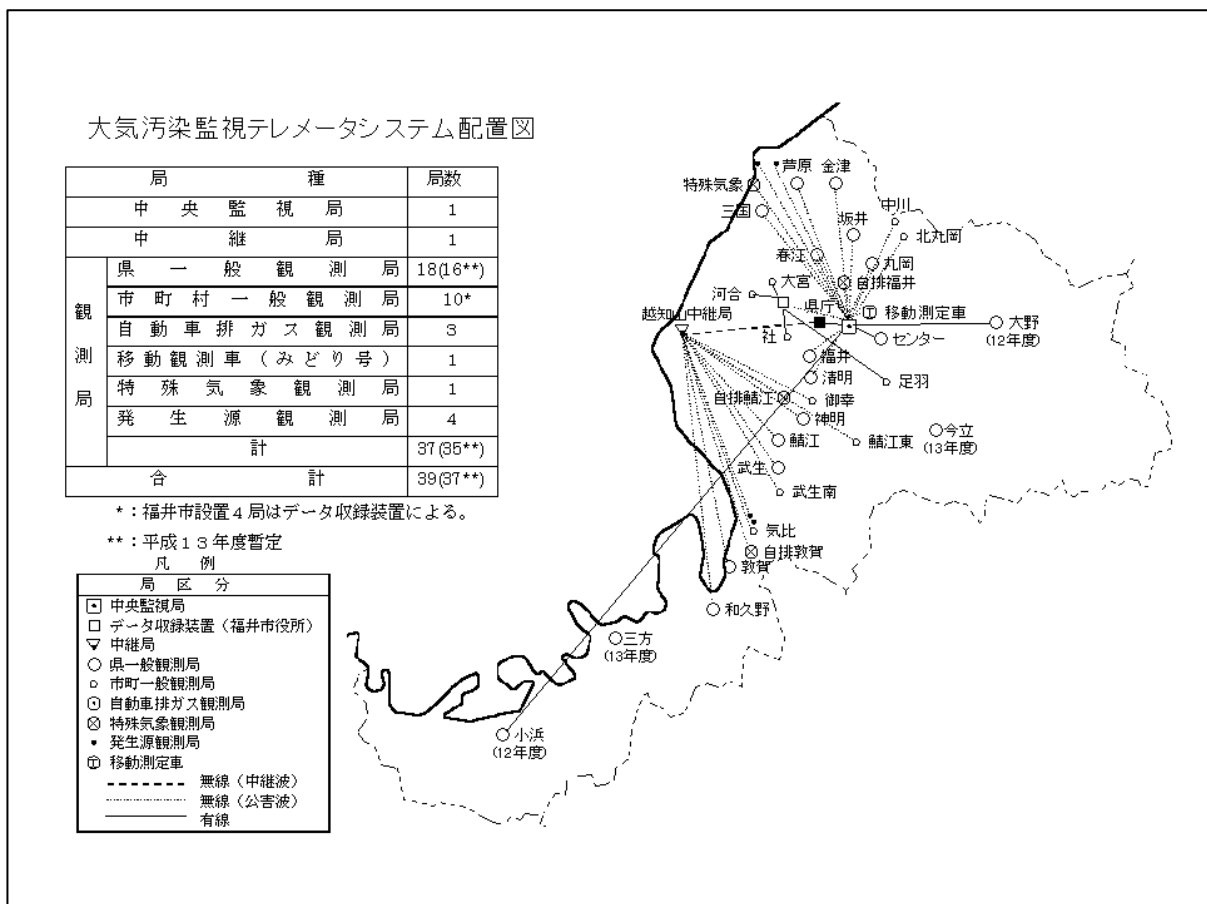 大気汚染監視テレメータシステム配置図
局種 局数
中央監視局 1
中継局 1
観測局
県一般観測局 18(16**)
市町村一般観測局 10*
自動車排ガス観測局 3
移動観測車（みどり号） 1
特殊気象観測局 1
発生源観測局 4
計 37(35**)
合計 39(37**)
*：福井市設置４局はデータ収録装置による。
**：平成１３年度暫定
凡例
局区分
中央監視局
データ収録装置（福井市役所）
中継局
県一般観測局
市町一般観測局
自動車排ガス観測局
特殊気象観測局
発生源観測局
移動測定車
無線（中継波）
無線（公害波）
有線
芦原 金津
特殊気象
三国
中川
坂井
北丸岡
春江
丸岡
大宮
自排福井
河合
県庁
移動測定車
越知山中継局
大野
(12年度)
社
センター
福井
清明
足羽
自排鯖江
御幸
神明
今立
(13年度)
鯖江
鯖江東
武生
武生南
気比
自排敦賀
敦賀
和久野
三方
(13年度)
小浜
(12年度)